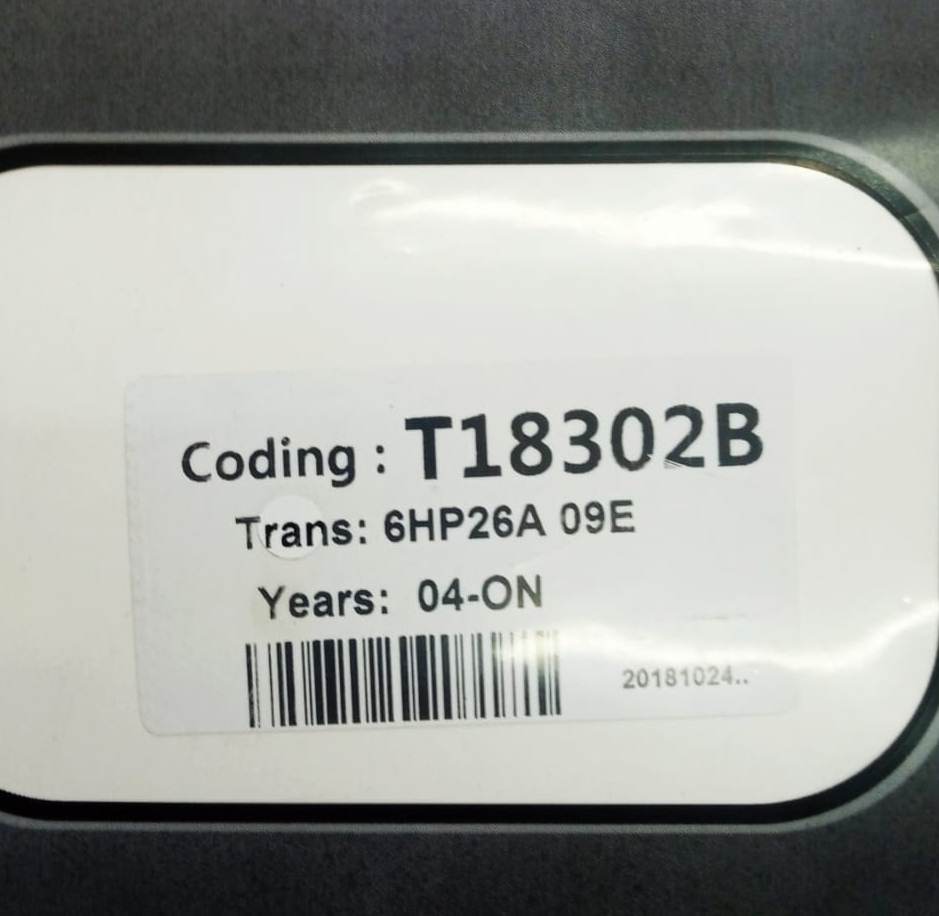 Coding : T18302B
Trans: 6HP26A 09E
Years: 04-ON
20181024..